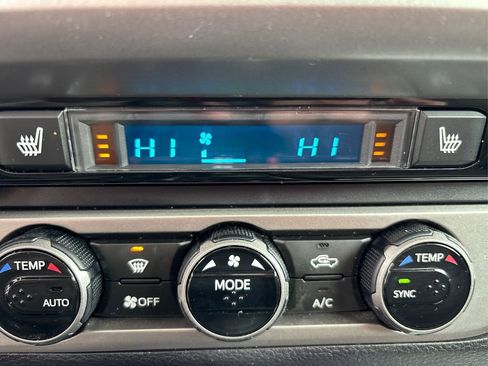 HI HI
TEMP MODE TEMP
AUTO OFF A/C SYNC